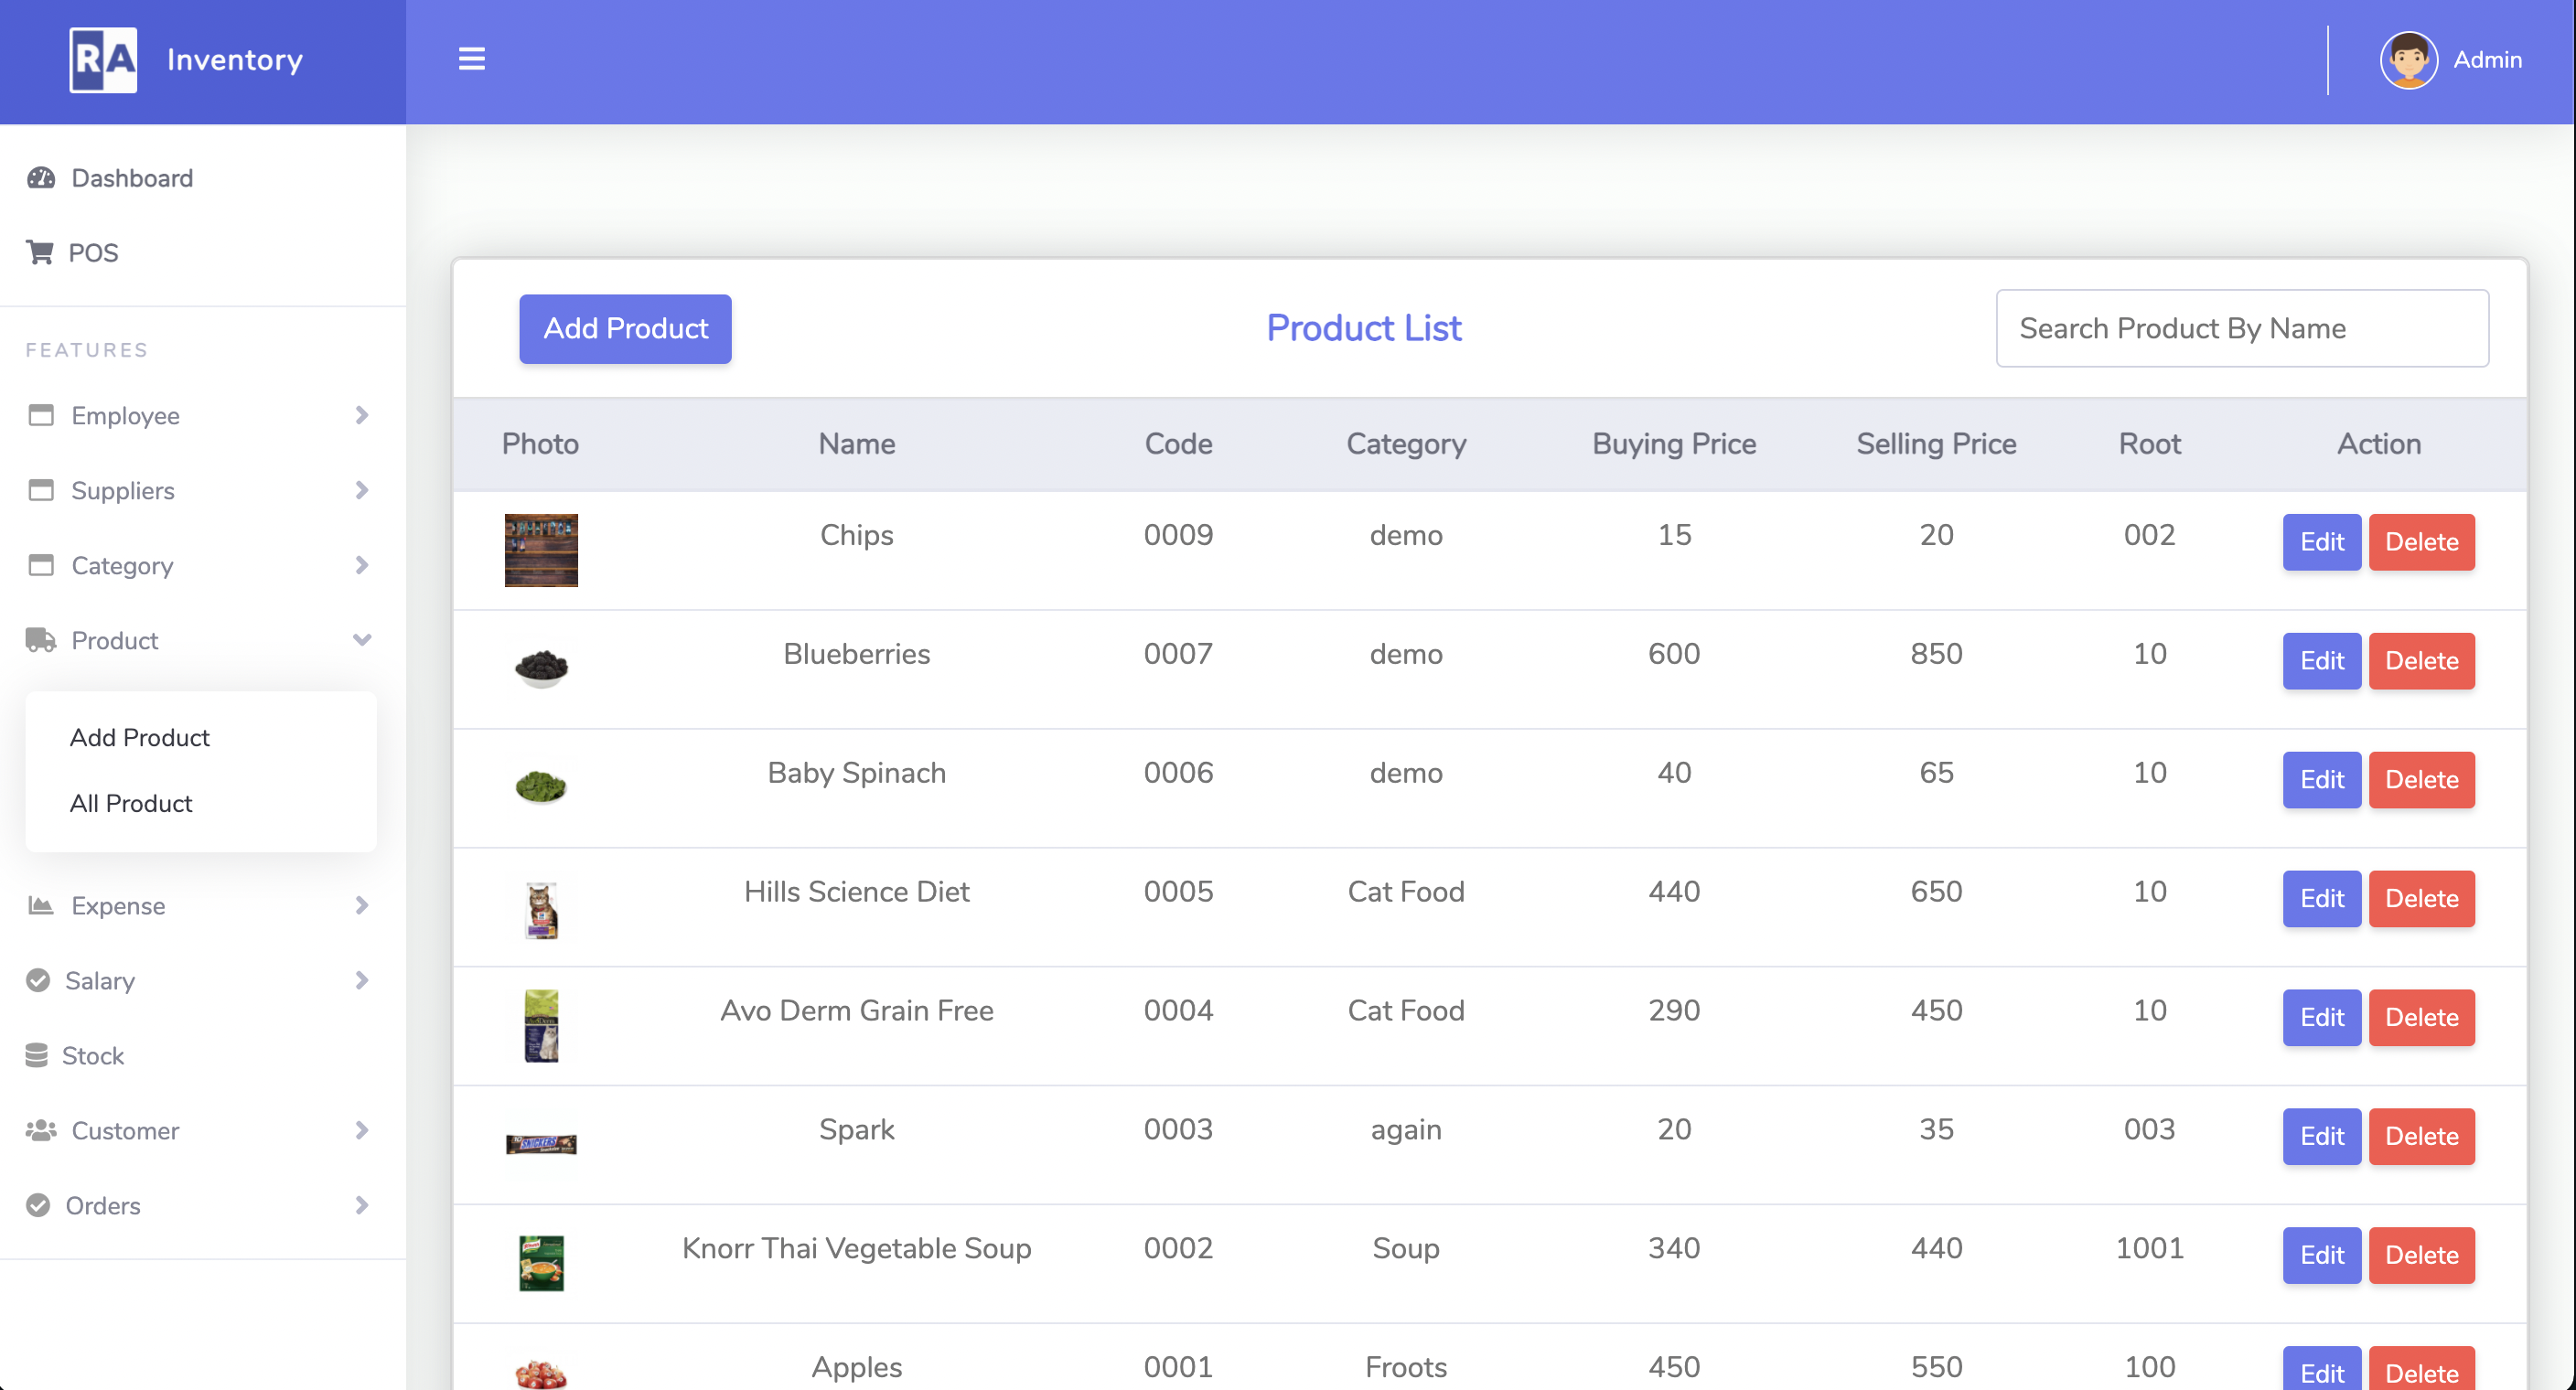 RA Inventory
Admin
Dashboard
POS
FEATURES
Employee
Suppliers
Category
Product
Add Product
All Product
Expense
Salary
Stock
Customer
Orders
Add Product Product List Search Product By Name
Photo Name Code Category Buying Price Selling Price Root Action
Chips 0009 demo 15 20 002 Edit Delete
Blueberries 0007 demo 600 850 10 Edit Delete
Baby Spinach 0006 demo 40 65 10 Edit Delete
Hills Science Diet 0005 Cat Food 440 650 10 Edit Delete
Avo Derm Grain Free 0004 Cat Food 290 450 10 Edit Delete
SNICKERS Spark 0003 again 20 35 003 Edit Delete
Knorr Thai Vegetable Soup 0002 Soup 340 440 1001 Edit Delete
Apples 0001 Froots 450 550 100 Edit Delete